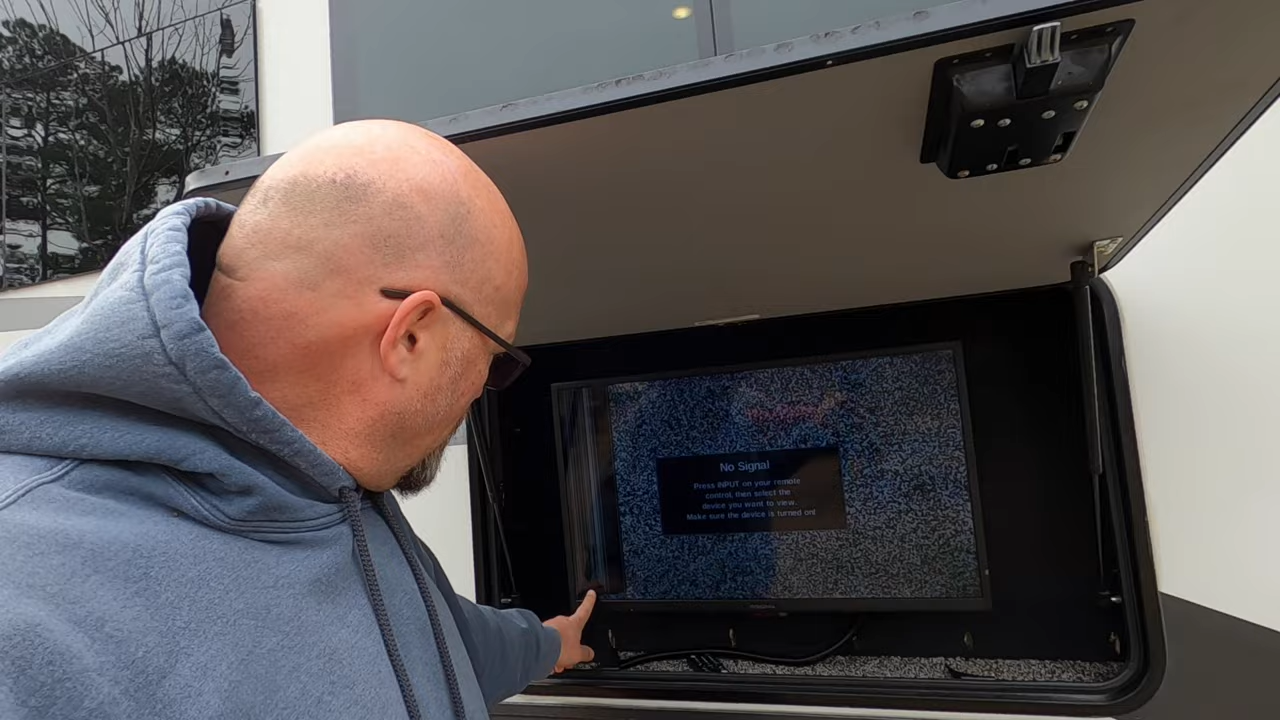 No Signal
Press INPUT on your remote
control, then select the
device you want to view.
Make sure the device is turned on!